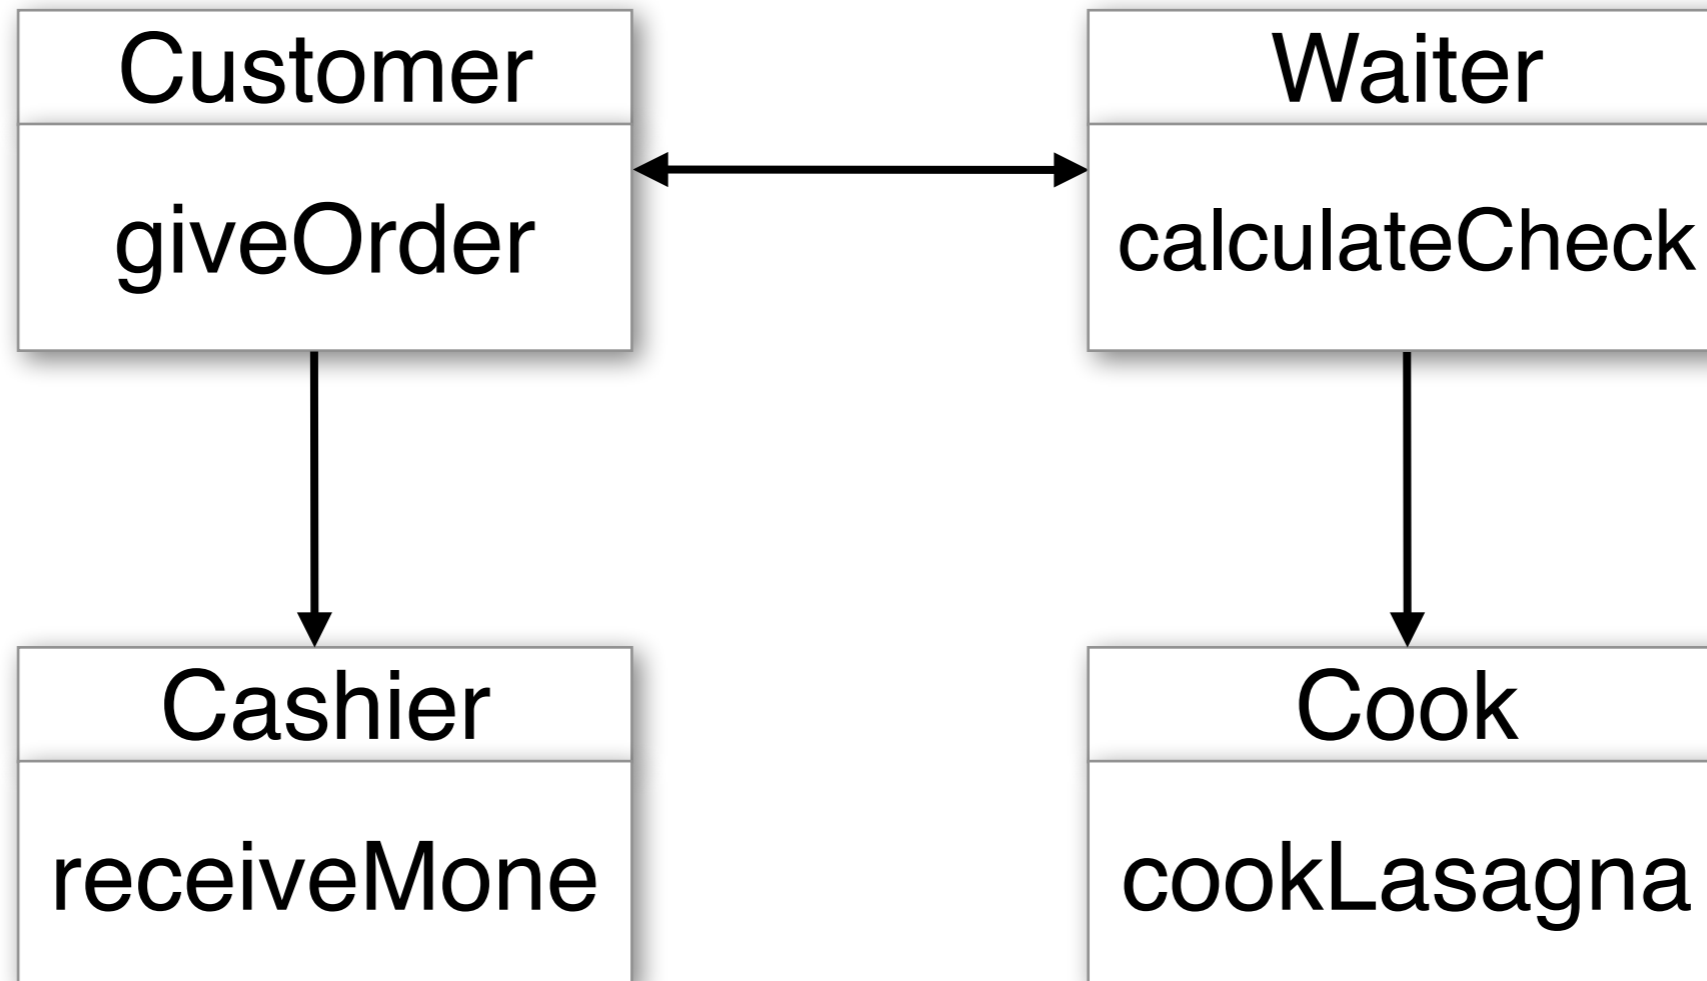 Customer
giveOrder
Waiter
calculateCheck
Cashier
receiveMone
Cook
cookLasagna